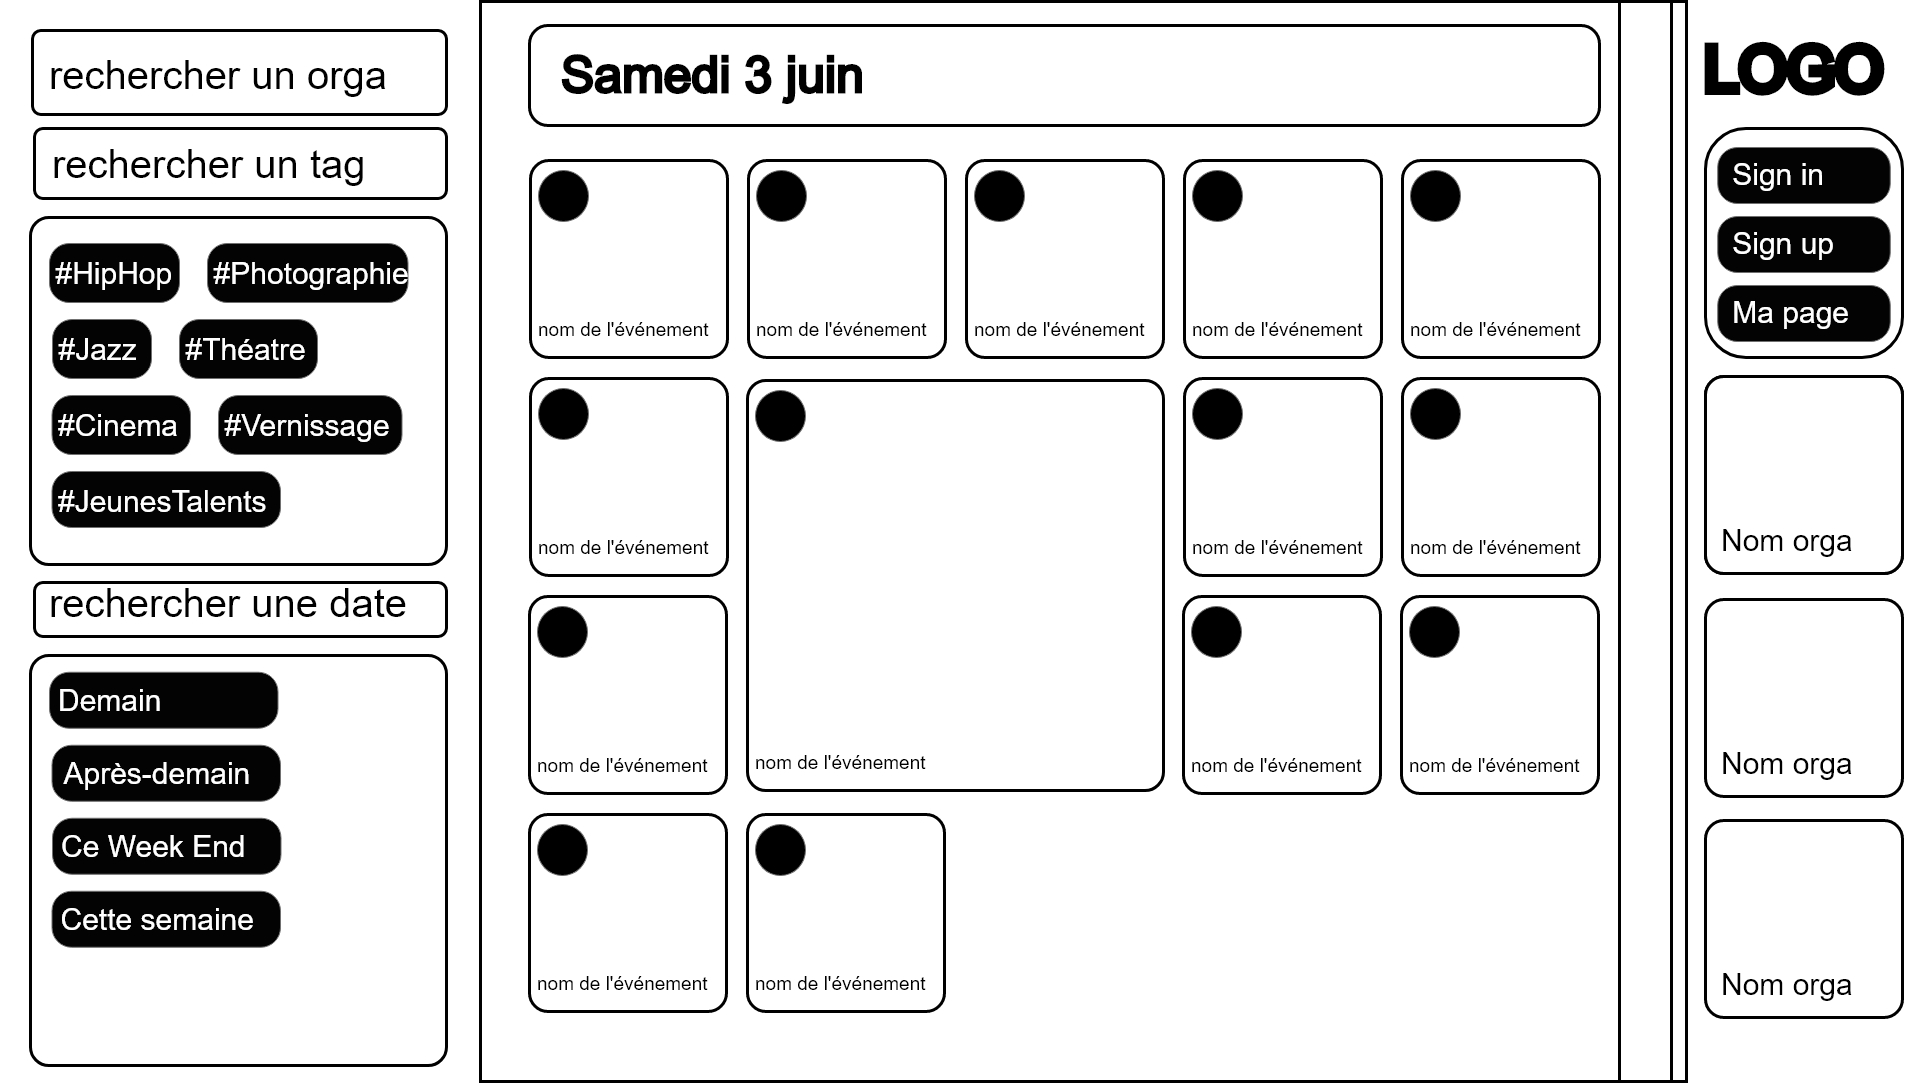 rechercher un orga
rechercher un tag
#HipHop #Photographie
#Jazz #Théatre
#Cinema #Vernissage
#JeunesTalents
rechercher une date
Demain
Après-demain
Ce Week End
Cette semaine
Samedi 3 juin
nom de l'événement nom de l'événement nom de l'événement nom de l'événement nom de l'événement
nom de l'événement nom de l'événement nom de l'événement
nom de l'événement nom de l'événement nom de l'événement nom de l'événement
nom de l'événement nom de l'événement
LOGO
Sign in
Sign up
Ma page
Nom orga
Nom orga
Nom orga